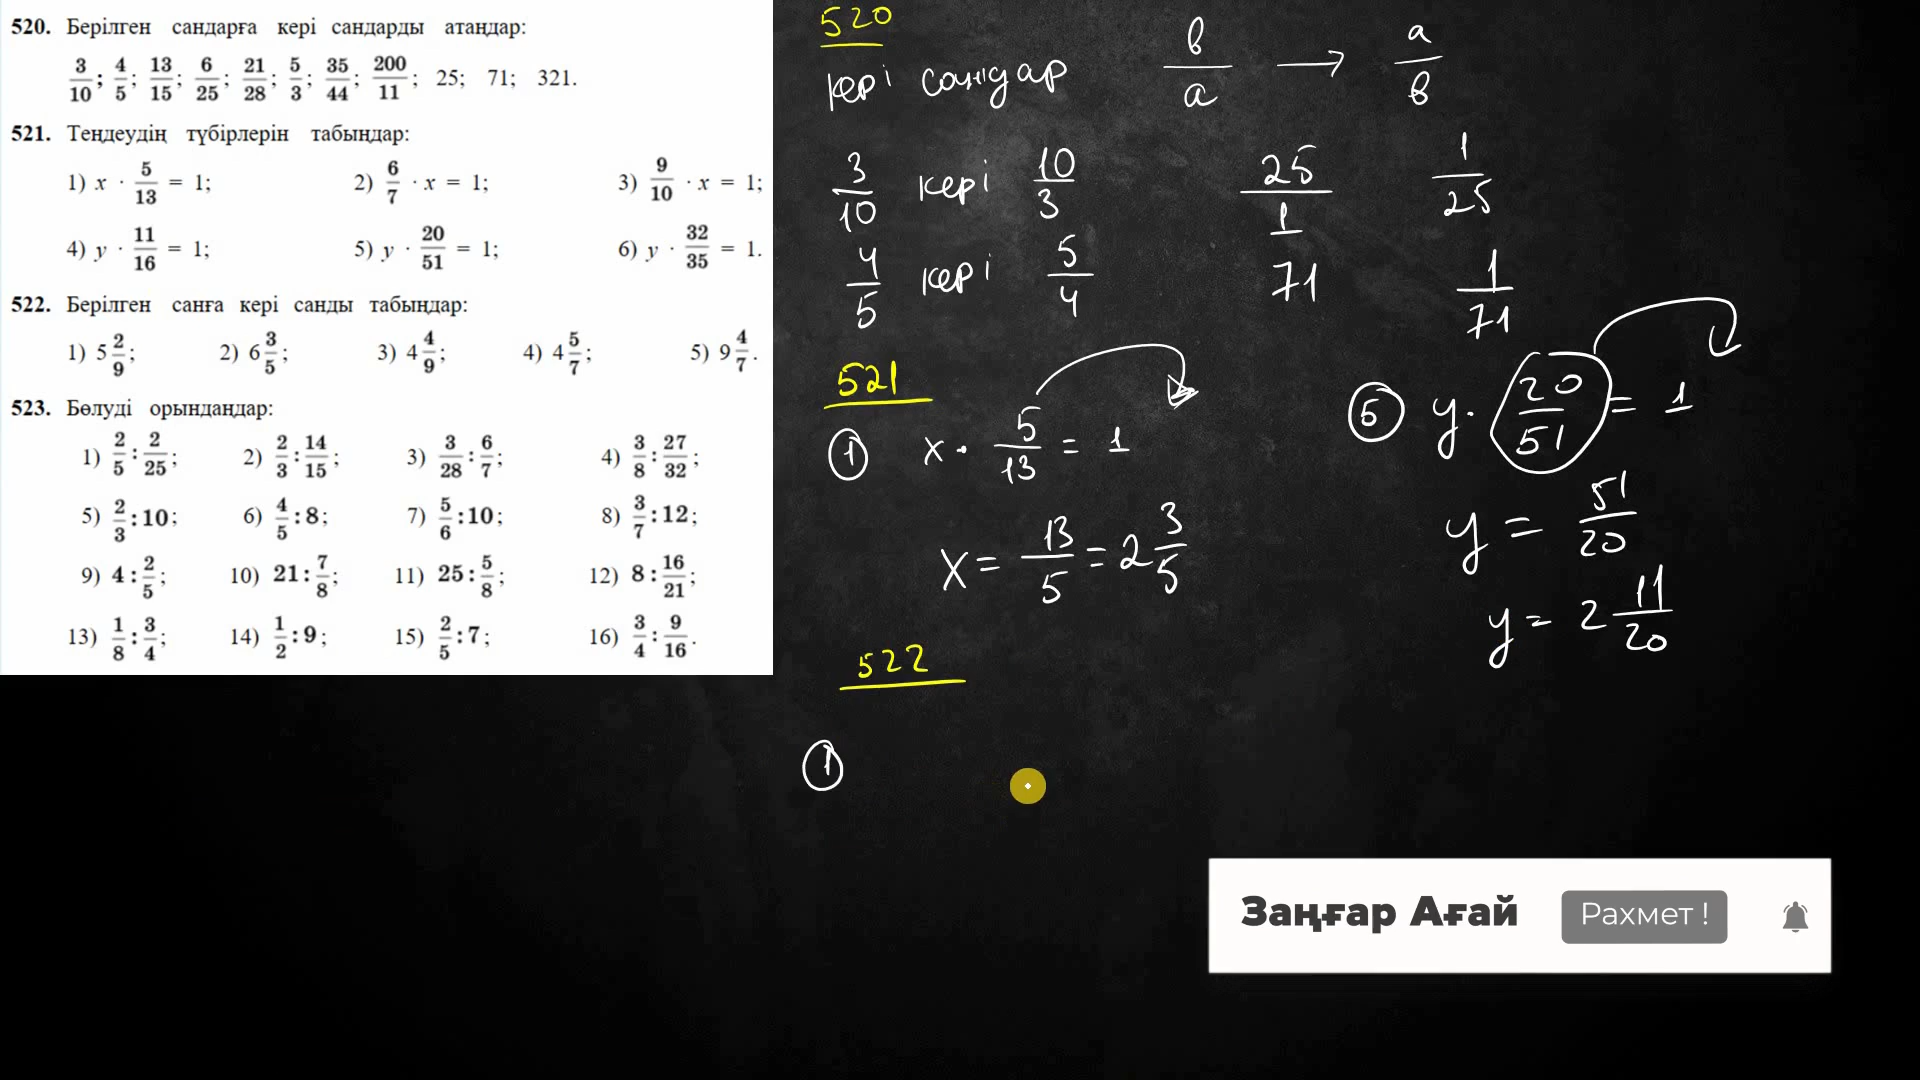 520. Берілген сандарға кері сандарды атаңдар:
3/10; 4/5; 13/15; 6/25; 21/28; 5/3; 35/44; 200/11; 25; 71; 321.
521. Теңдеудің түбірлерін табыңдар:
1) x · 5/13 = 1; 2) 6/7 · x = 1; 3) 9/10 · x = 1;
4) y · 11/16 = 1; 5) y · 20/51 = 1; 6) y · 32/35 = 1.
522. Берілген санға кері санды табыңдар:
1) 5 2/9; 2) 6 3/5; 3) 4 4/9; 4) 4 5/7; 5) 9 4/7.
523. Бөлуді орындаңдар:
1) 2/5 : 2/25; 2) 2/3 : 14/15; 3) 3/28 : 6/7; 4) 3/8 : 27/32;
5) 2/3 : 10; 6) 4/5 : 8; 7) 5/6 : 10; 8) 3/7 : 12;
9) 4 : 2/5; 10) 21 : 7/8; 11) 25 : 5/8; 12) 8 : 16/21;
13) 1/8 : 3/4; 14) 1/2 : 9; 15) 2/5 : 7; 16) 3/4 : 9/16.
520
кері сандар b/a → a/b
3/10 кері 10/3 25/1 1/25
4/5 кері 5/4 71 1/71
521
1 x · 5/13 = 1
x = 13/5 = 2 3/5
5 y · 20/51 = 1
y = 51/20
y = 2 11/20
522
1
Заңғар Ағай Рахмет !